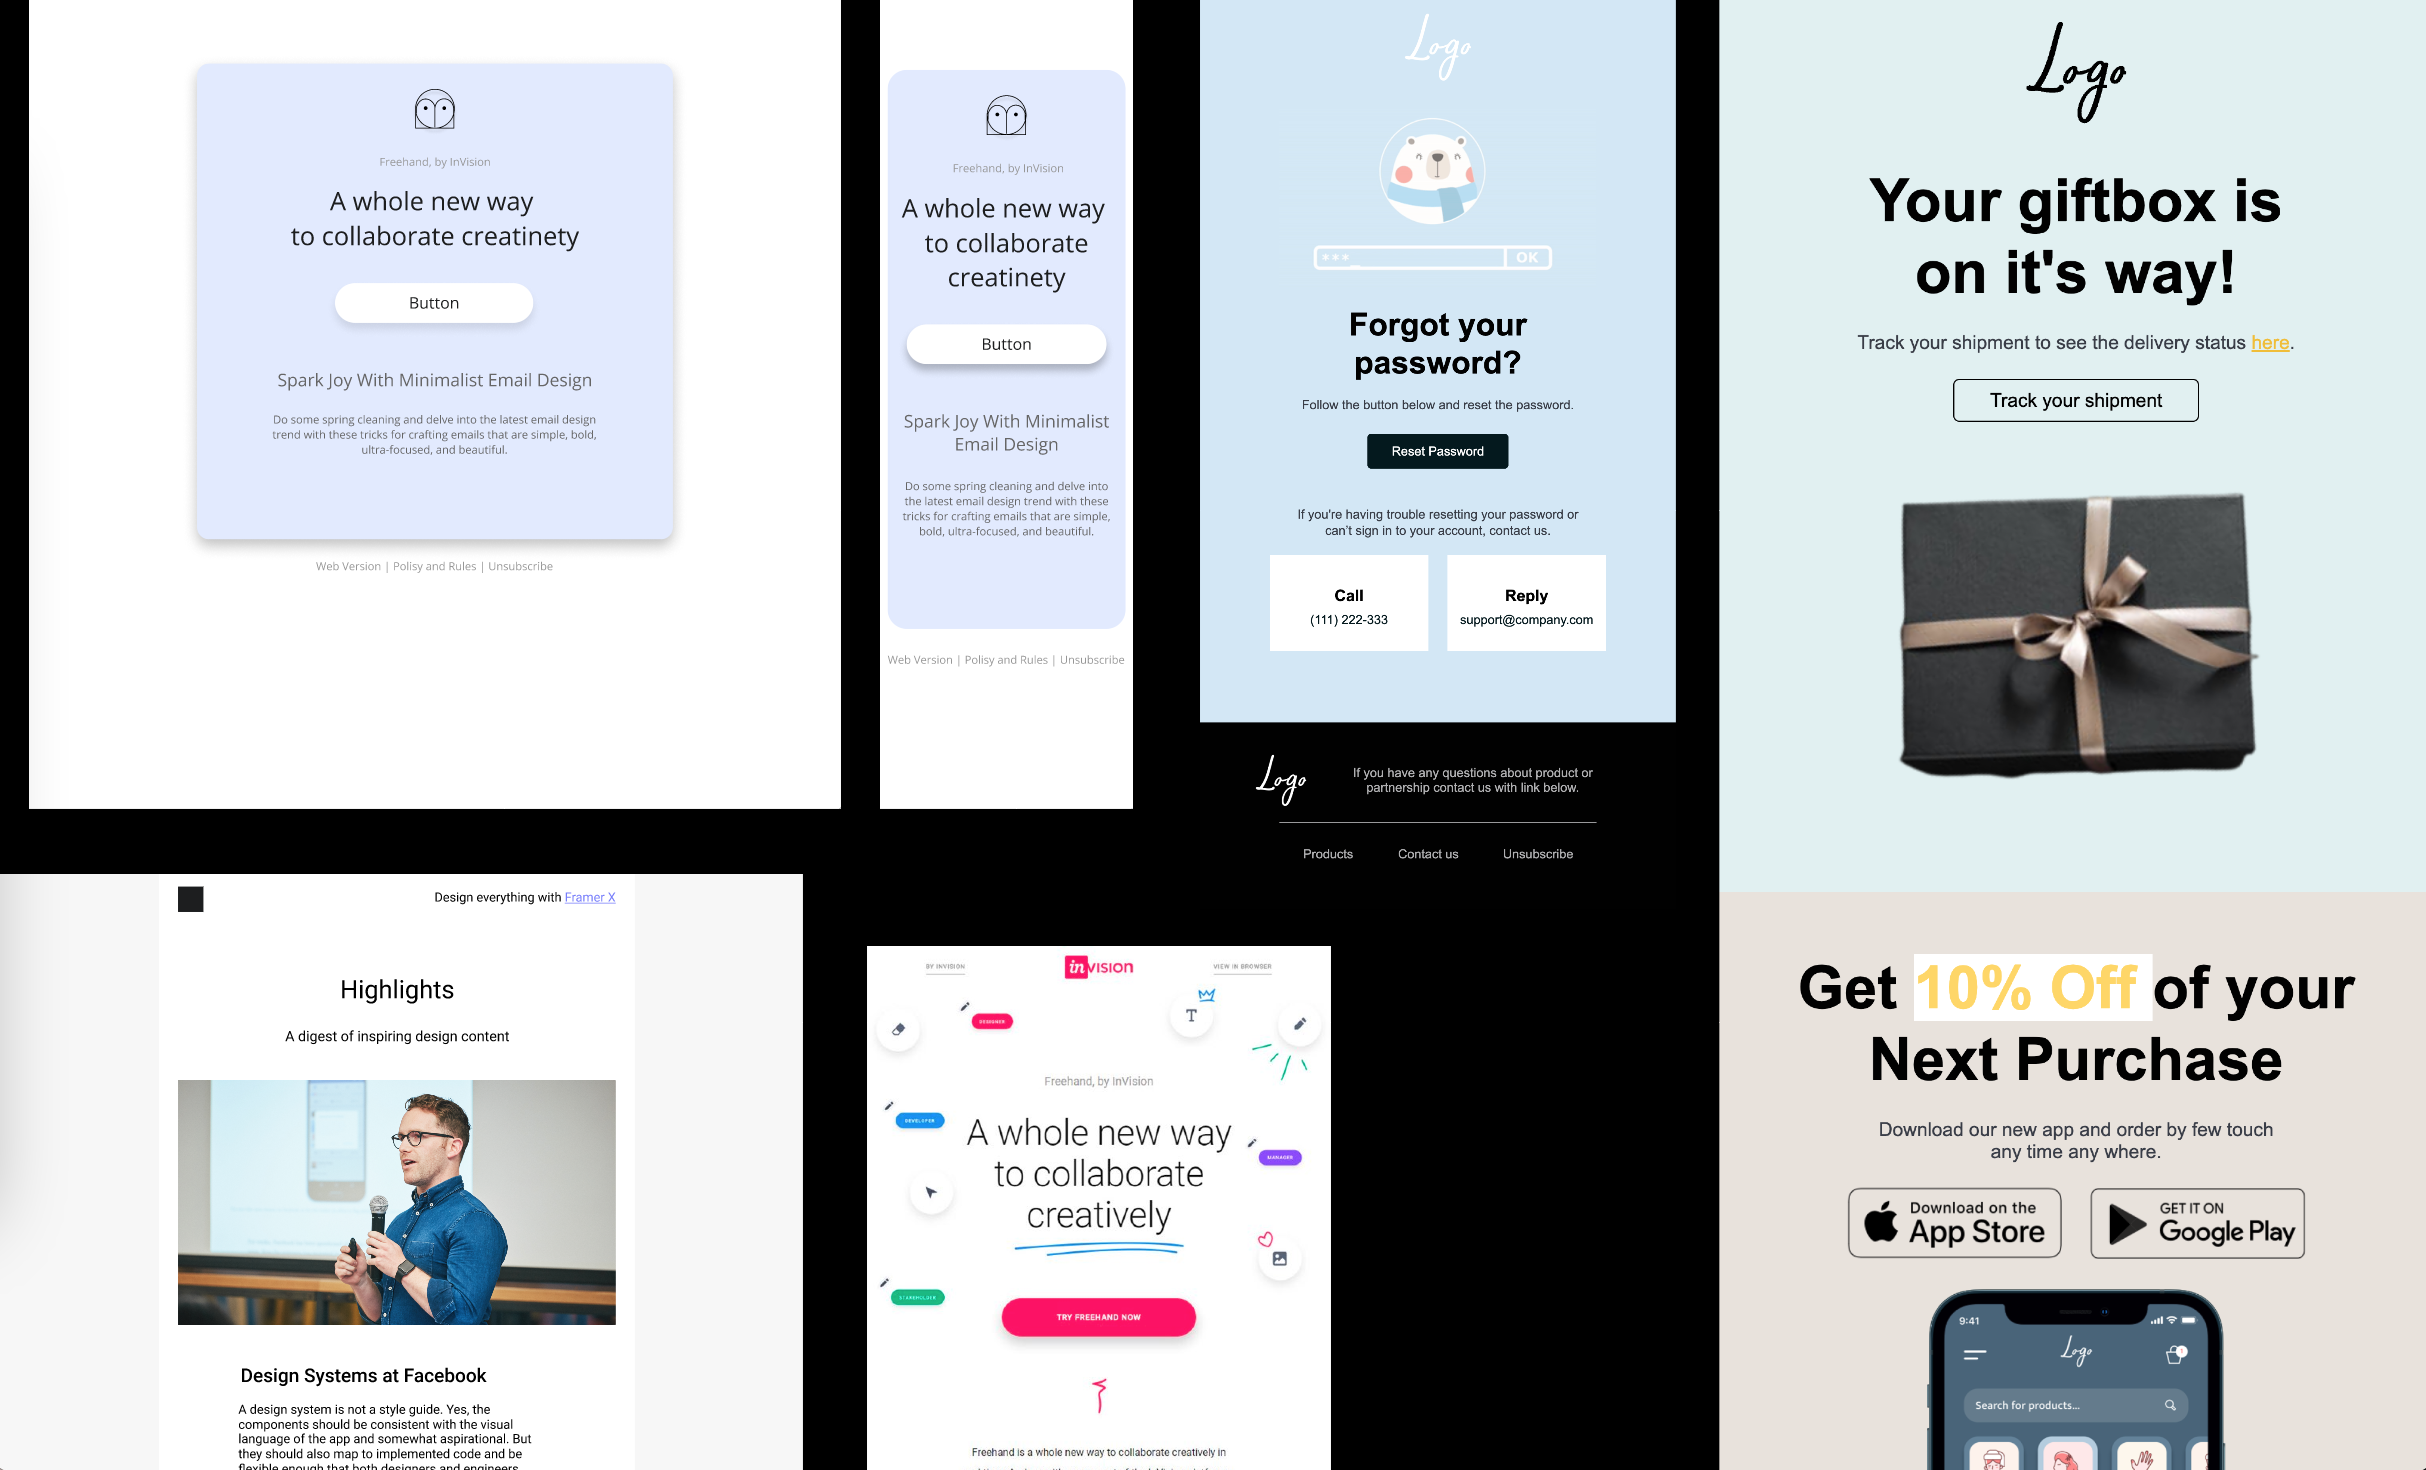 Freehand, by InVision
A whole new way
to collaborate creatinety
Button
Spark Joy With Minimalist Email Design
Do some spring cleaning and delve into the latest email design
trend with these tricks for crafting emails that are simple, bold,
ultra-focused, and beautiful.
Web Version | Polisy and Rules | Unsubscribe
Freehand, by InVision
A whole new way
to collaborate
creatinety
Button
Spark Joy With Minimalist
Email Design
Do some spring cleaning and delve into
the latest email design trend with these
tricks for crafting emails that are simple,
bold, ultra-focused, and beautiful.
Web Version | Polisy and Rules | Unsubscribe
Logo
***_ OK
Forgot your
password?
Follow the button below and reset the password.
Reset Password
If you're having trouble resetting your password or
can't sign in to your account, contact us.
Call
(111) 222-333
Reply
support@company.com
Logo
If you have any questions about product or
partnership contact us with link below.
Products Contact us Unsubscribe
Logo
Your giftbox is
on it's way!
Track your shipment to see the delivery status here.
Track your shipment
Design everything with Framer X
Highlights
A digest of inspiring design content
Design Systems at Facebook
A design system is not a style guide. Yes, the
components should be consistent with the visual
language of the app and somewhat aspirational. But
they should also map to implemented code and be
flexible enough that both designers and engineers
BY INVISION
inVISION
VIEW IN BROWSER
DESIGNER
T
Freehand, by InVision
DEVELOPER
A whole new way
to collaborate
creatively
MANAGER
STAKEHOLDER
TRY FREEHAND NOW
Freehand is a whole new way to collaborate creatively in
Get 10% Off of your
Next Purchase
Download our new app and order by few touch
any time any where.
Download on the
App Store
GET IT ON
Google Play
9:41
Logo
1
Search for products...